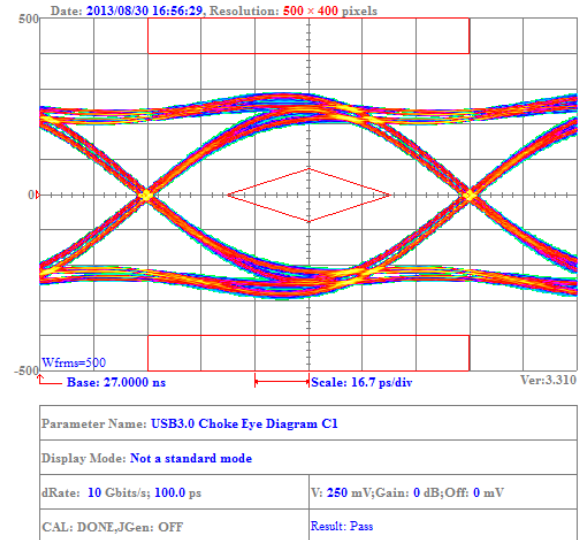 Date: 2013/08/30 16:56:29, Resolution: 500 × 400 pixels
500
0
-500
Wfrms=500
Base: 27.0000 ns
Scale: 16.7 ps/div
Ver:3.310
Parameter Name: USB3.0 Choke Eye Diagram C1
Display Mode: Not a standard mode
dRate: 10 Gbits/s; 100.0 ps
V: 250 mV;Gain: 0 dB;Off: 0 mV
CAL: DONE,JGen: OFF
Result: Pass